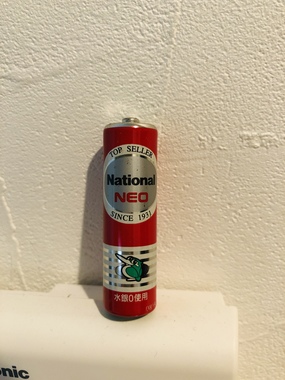 TOP SELLER
National
NEO
SINCE 1931
水銀0使用
onic